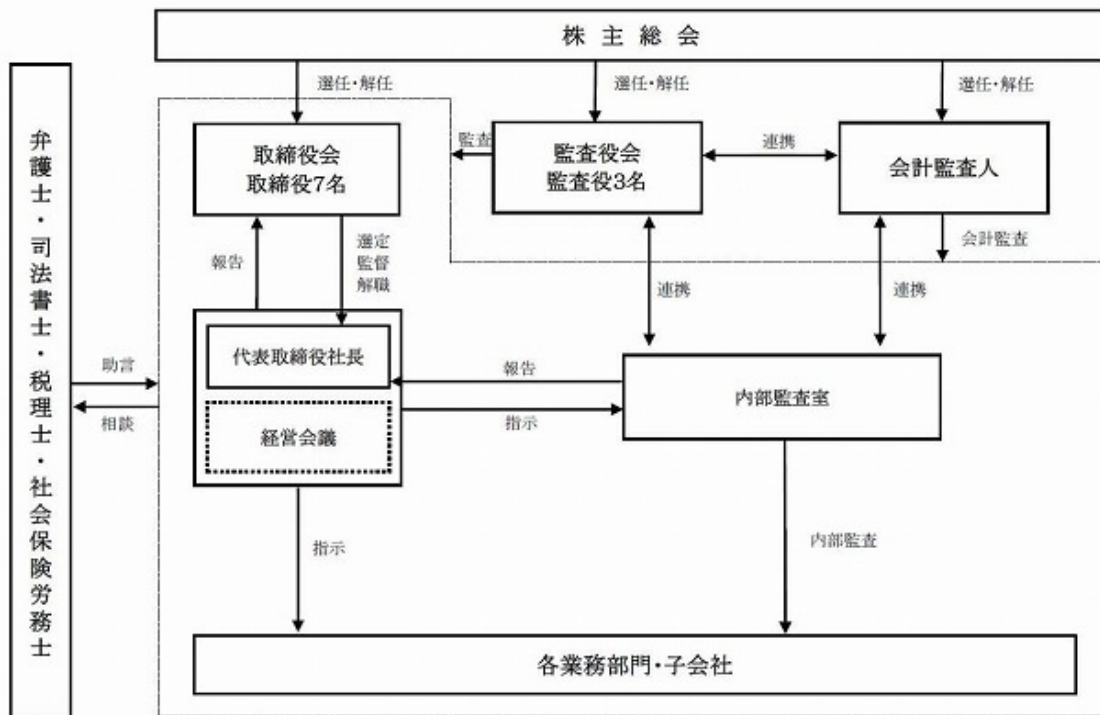 株主総会
選任・解任
選任・解任
選任・解任
弁護士・司法書士・税理士・社会保険労務士
取締役会
取締役7名
監査
監査役会
監査役3名
連携
会計監査人
報告
選定
監督
解職
会計監査
連携
連携
代表取締役社長
経営会議
助言
相談
報告
指示
内部監査室
指示
内部監査
各業務部門・子会社